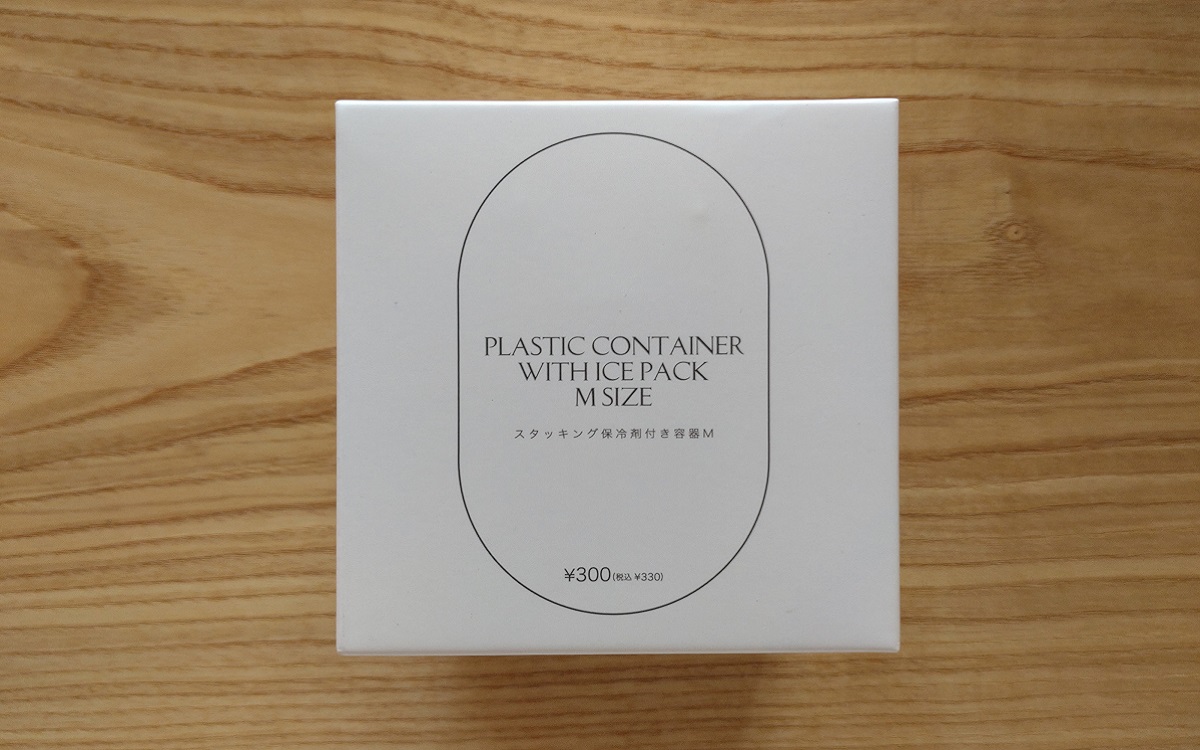 PLASTIC CONTAINER
WITH ICE PACK
M SIZE
スタッキング保冷剤付き容器M
¥300(税込 ¥330)